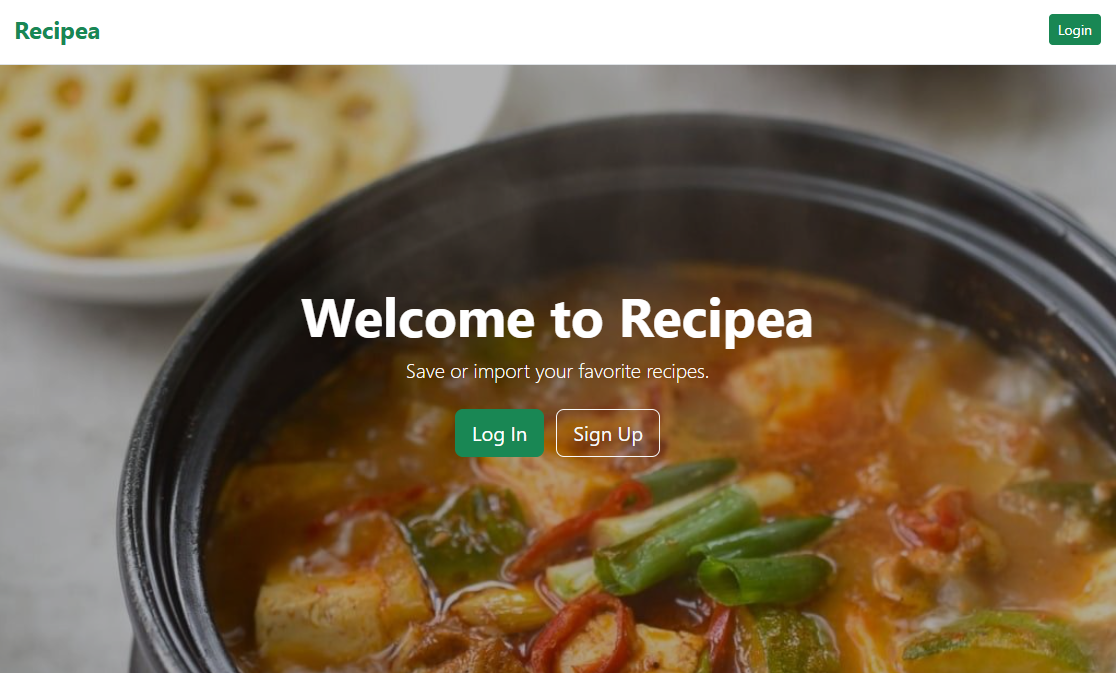 Recipea
Login
Welcome to Recipea
Save or import your favorite recipes.
Log In
Sign Up